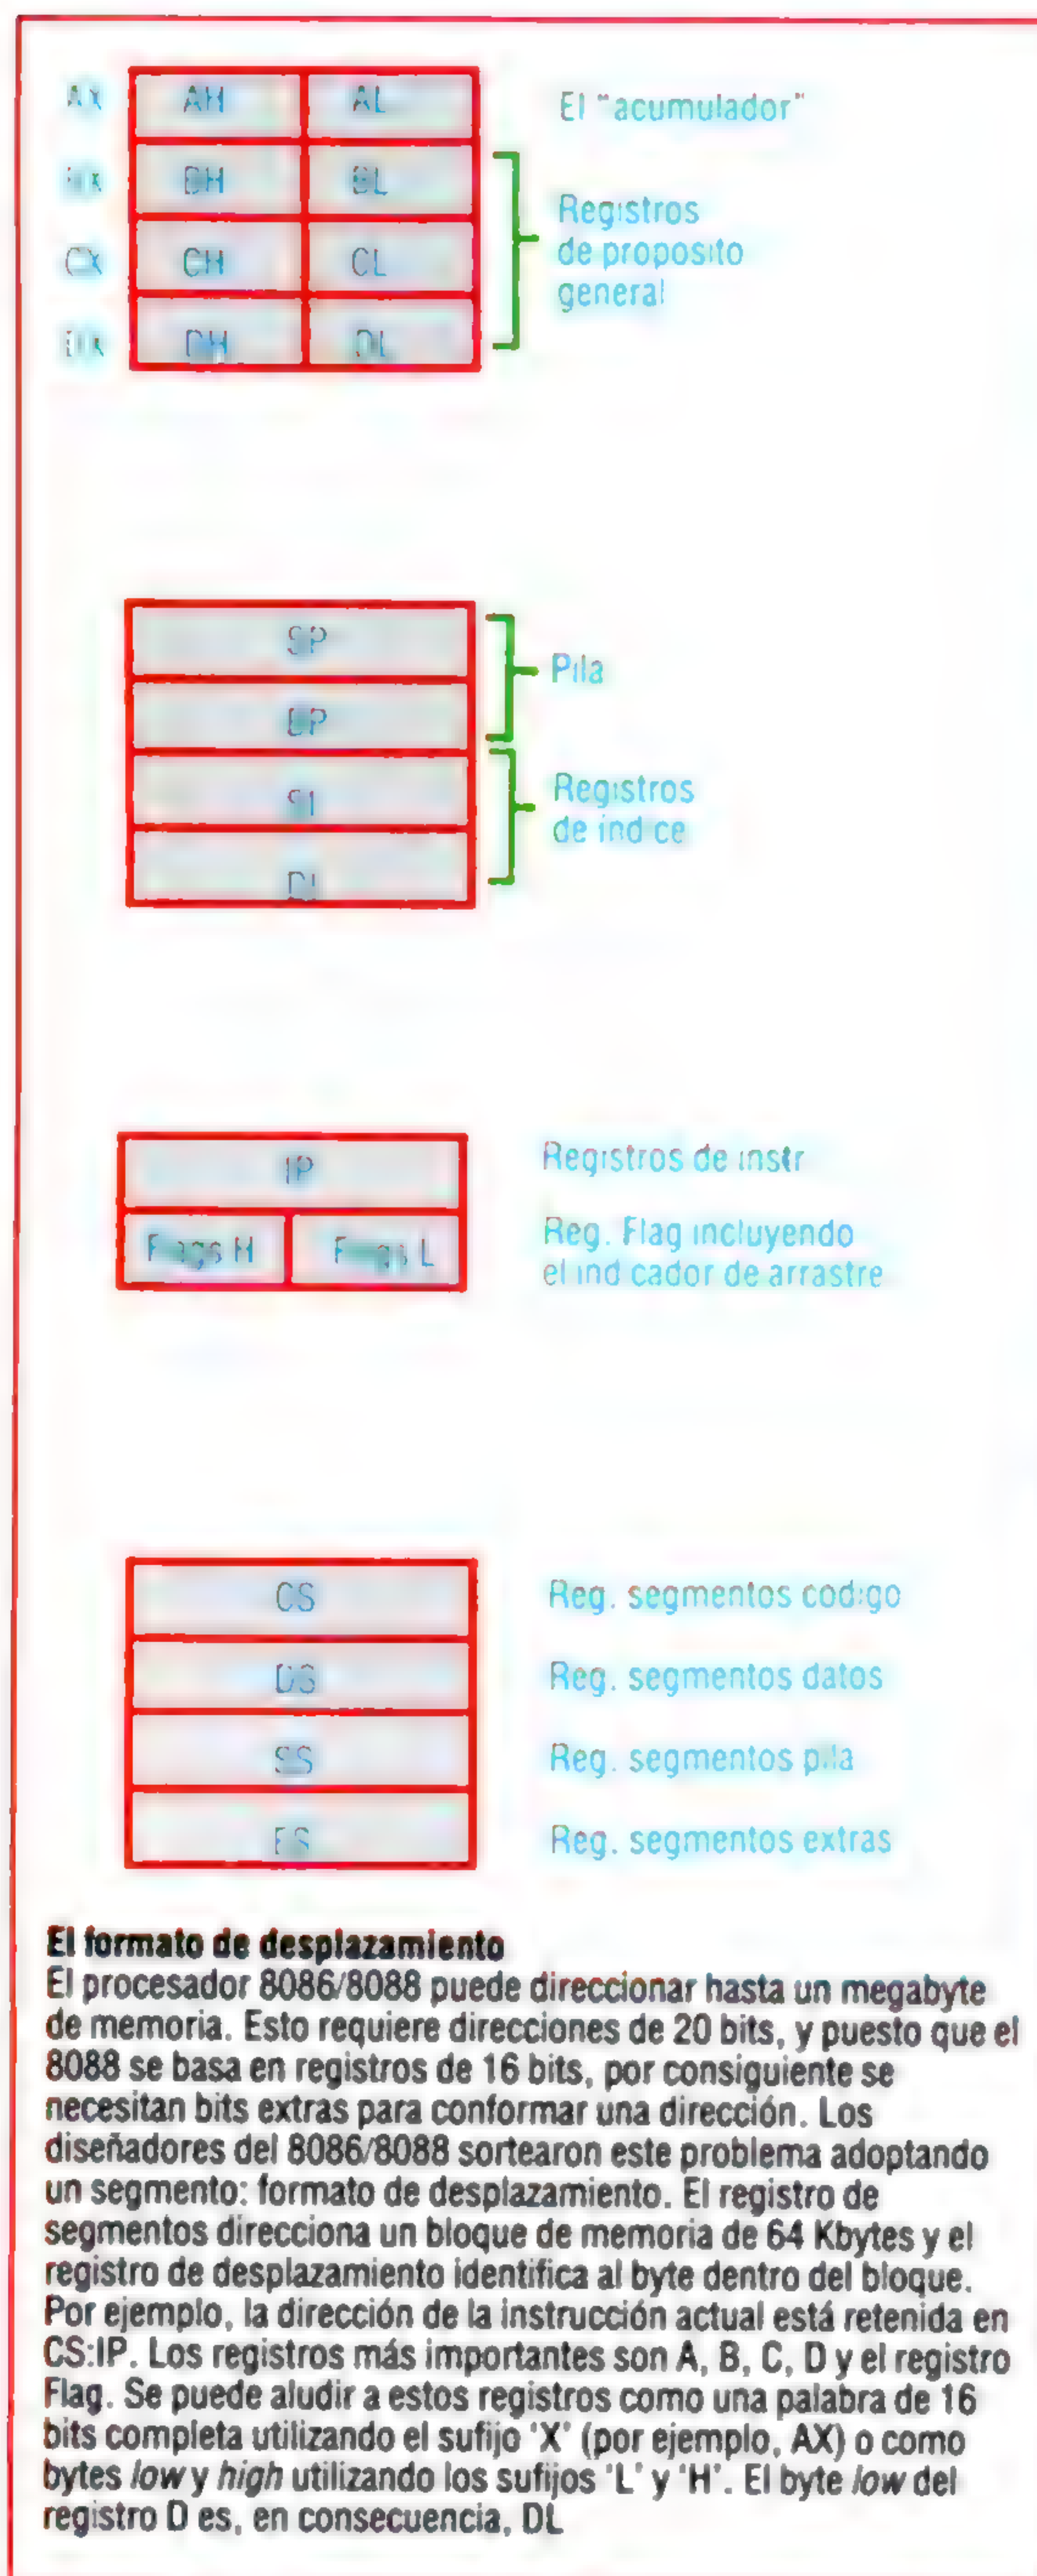 AX AH AL El "acumulador"
BX BH BL
Registros
de proposito
general
CX CH CL
DX DH DL
SP
Pila
BP
SI
Registros
de indice
DI
IP Registros de instr
Flags H Flags L Reg. Flag incluyendo
el indicador de arrastre
CS Reg. segmentos codigo
DS Reg. segmentos datos
SS Reg. segmentos pila
ES Reg. segmentos extras
El formato de desplazamiento
El procesador 8086/8088 puede direccionar hasta un megabyte
de memoria. Esto requiere direcciones de 20 bits, y puesto que el
8088 se basa en registros de 16 bits, por consiguiente se
necesitan bits extras para conformar una dirección. Los
diseñadores del 8086/8088 sortearon este problema adoptando
un segmento: formato de desplazamiento. El registro de
segmentos direcciona un bloque de memoria de 64 Kbytes y el
registro de desplazamiento identifica al byte dentro del bloque.
Por ejemplo, la dirección de la instrucción actual está retenida en
CS:IP. Los registros más importantes son A, B, C, D y el registro
Flag. Se puede aludir a estos registros como una palabra de 16
bits completa utilizando el sufijo 'X' (por ejemplo, AX) o como
bytes low y high utilizando los sufijos 'L' y 'H'. El byte low del
registro D es, en consecuencia, DL